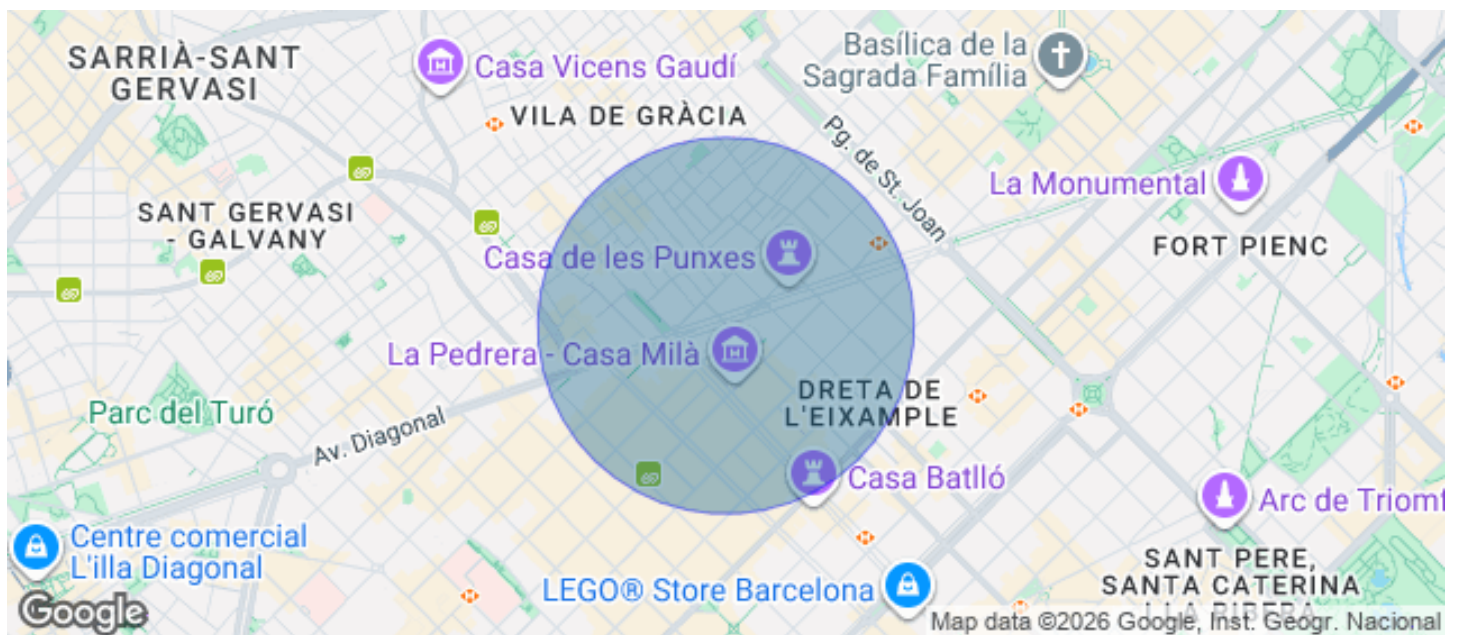 SARRIÀ-SANT
GERVASI
Casa Vicens Gaudí
Basílica de la
Sagrada Família
VILA DE GRÀCIA
Pg. de St. Joan
La Monumental
SANT GERVASI
- GALVANY
FORT PIENC
Casa de les Punxes
La Pedrera - Casa Milà
DRETA DE
L'EIXAMPLE
Parc del Turó
Av. Diagonal
Casa Batlló
Arc de Triomf
Centre comercial
L'illa Diagonal
SANT PERE,
SANTA CATERINA
I LA RIBERA
LEGO® Store Barcelona
Google
Map data ©2026 Google, Inst. Geogr. Nacional